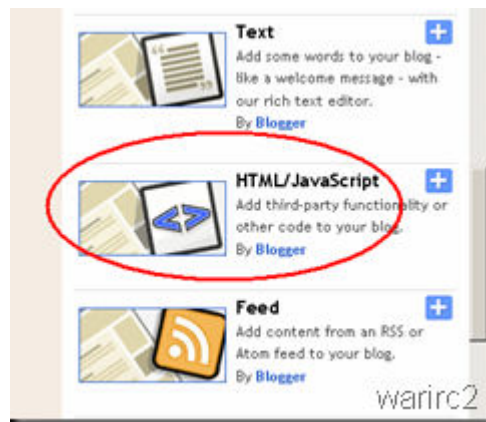 Text
Add some words to your blog -
like a welcome message - with
our rich text editor.
By Blogger
HTML/JavaScript
Add third-party functionality or
other code to your blog.
By Blogger
Feed
Add content from an RSS or
Atom feed to your blog.
By Blogger
warirc2